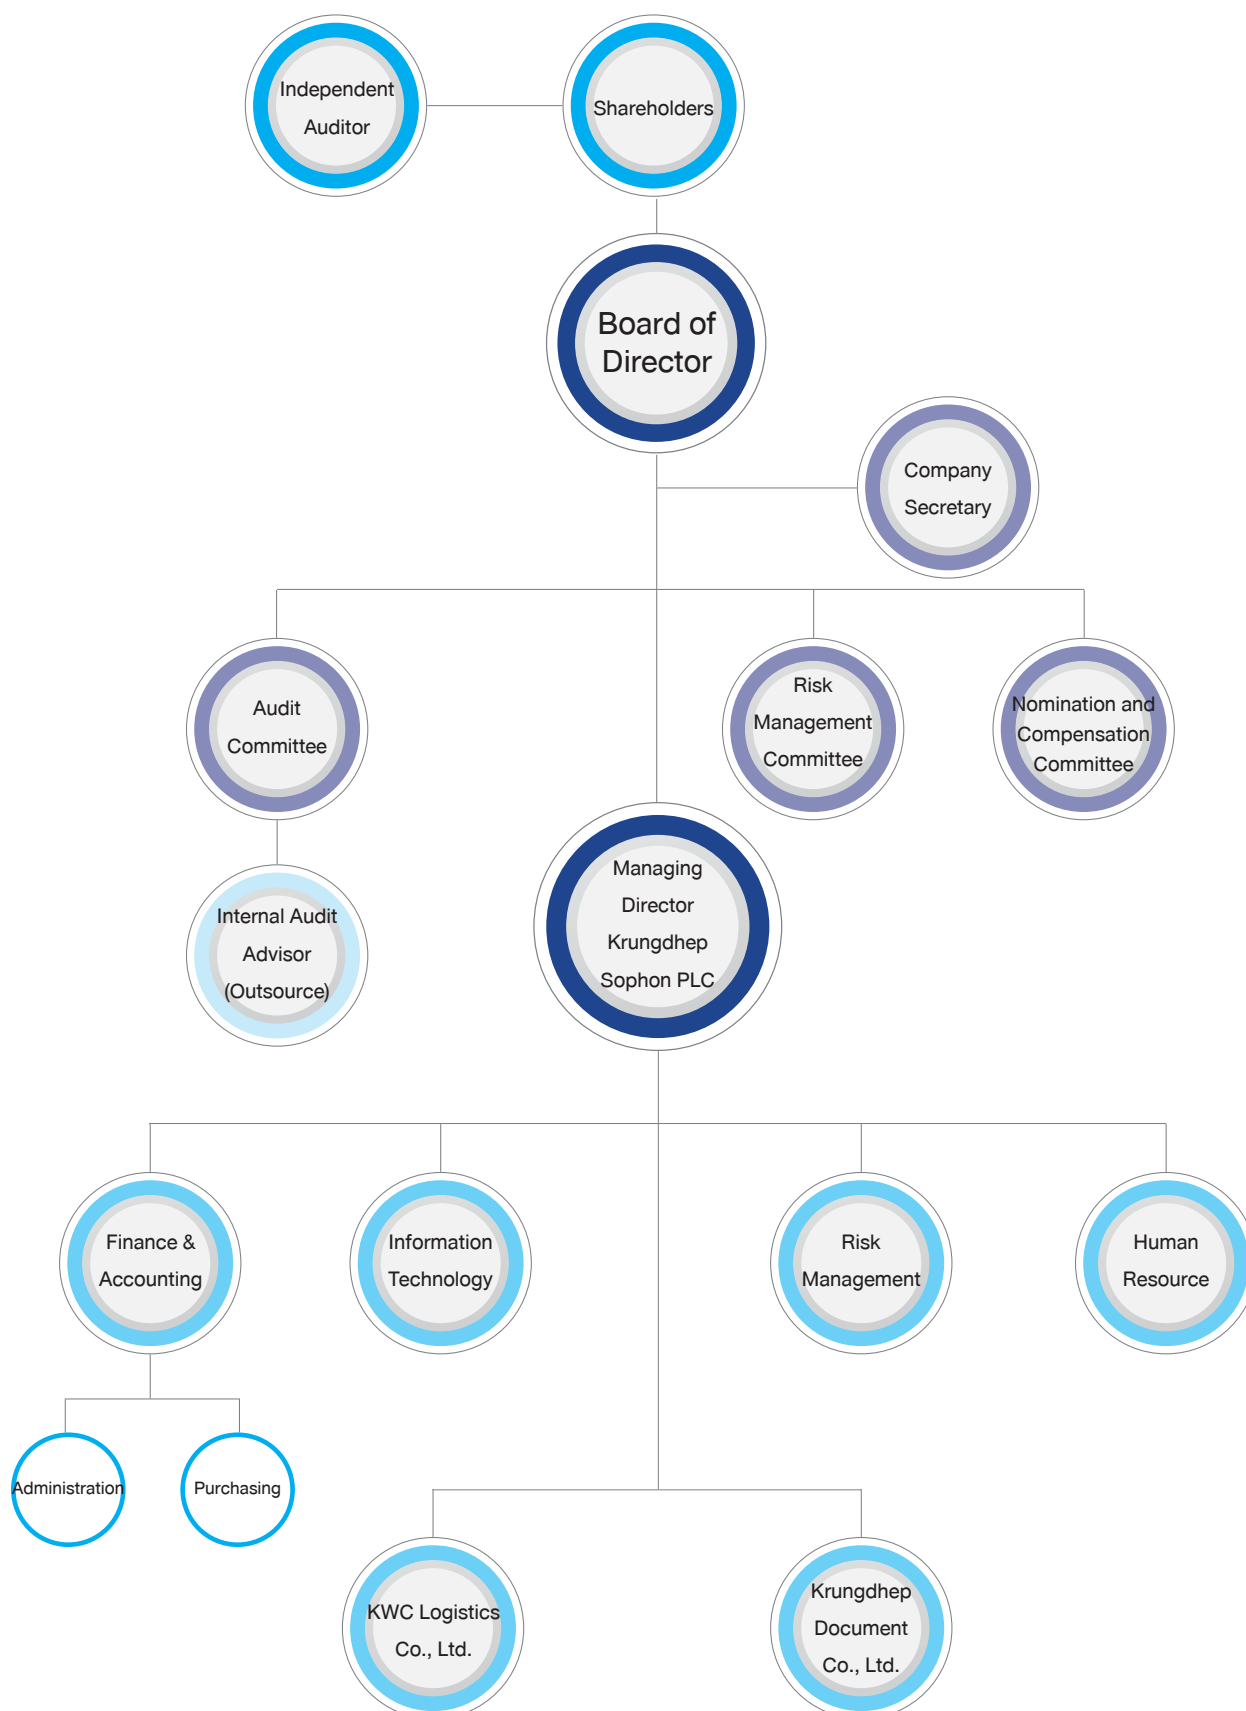 Independent
Auditor
Shareholders
Board of
Director
Company
Secretary
Audit
Committee
Risk
Management
Committee
Nomination and
Compensation
Committee
Internal Audit
Advisor
(Outsource)
Managing
Director
Krungdhep
Sophon PLC
Finance &
Accounting
Information
Technology
Risk
Management
Human
Resource
Administration
Purchasing
KWC Logistics
Co., Ltd.
Krungdhep
Document
Co., Ltd.